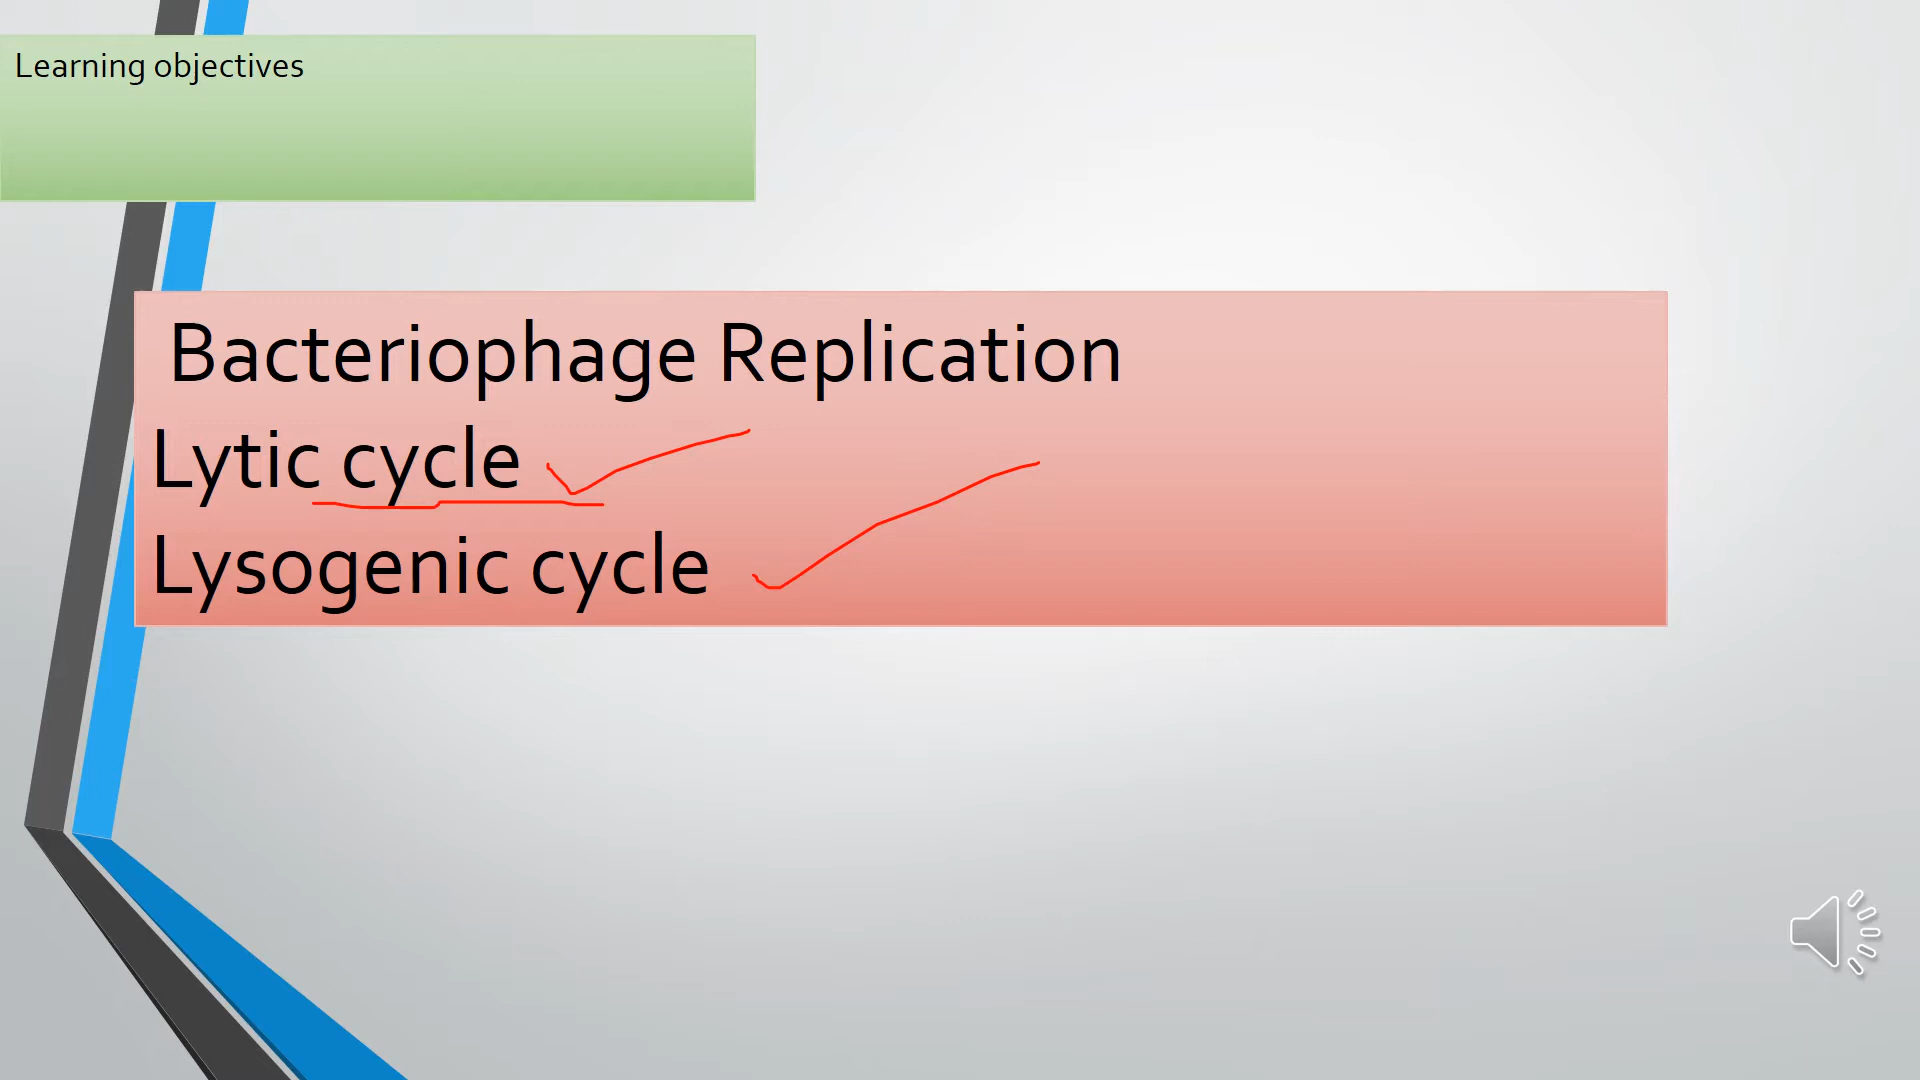 Learning objectives
Bacteriophage Replication
Lytic cycle
Lysogenic cycle